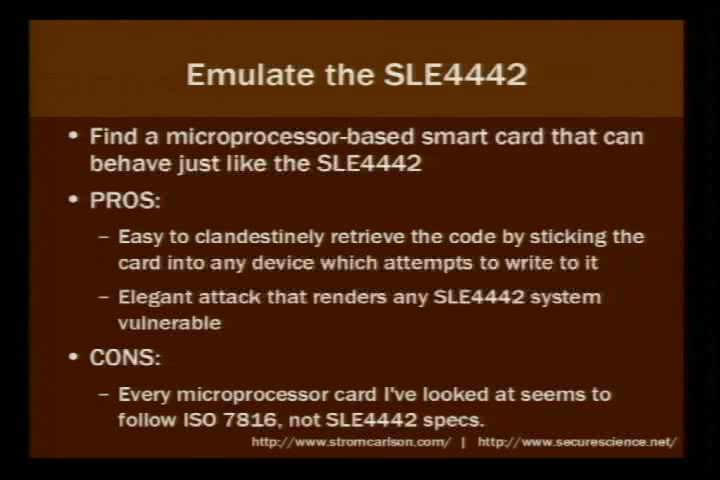 Emulate the SLE4442
• Find a microprocessor-based smart card that can
behave just like the SLE4442
• PROS:
– Easy to clandestinely retrieve the code by sticking the
card into any device which attempts to write to it
– Elegant attack that renders any SLE4442 system
vulnerable
• CONS:
– Every microprocessor card I've looked at seems to
follow ISO 7816, not SLE4442 specs.
http://www.stromcarlson.com/ | http://www.securescience.net/